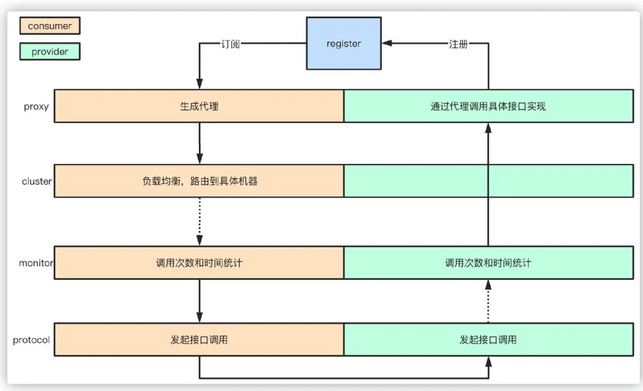 consumer
provider
register
订阅
注册
proxy
生成代理
通过代理调用具体接口实现
cluster
负载均衡，路由到具体机器
monitor
调用次数和时间统计
调用次数和时间统计
protocol
发起接口调用
发起接口调用